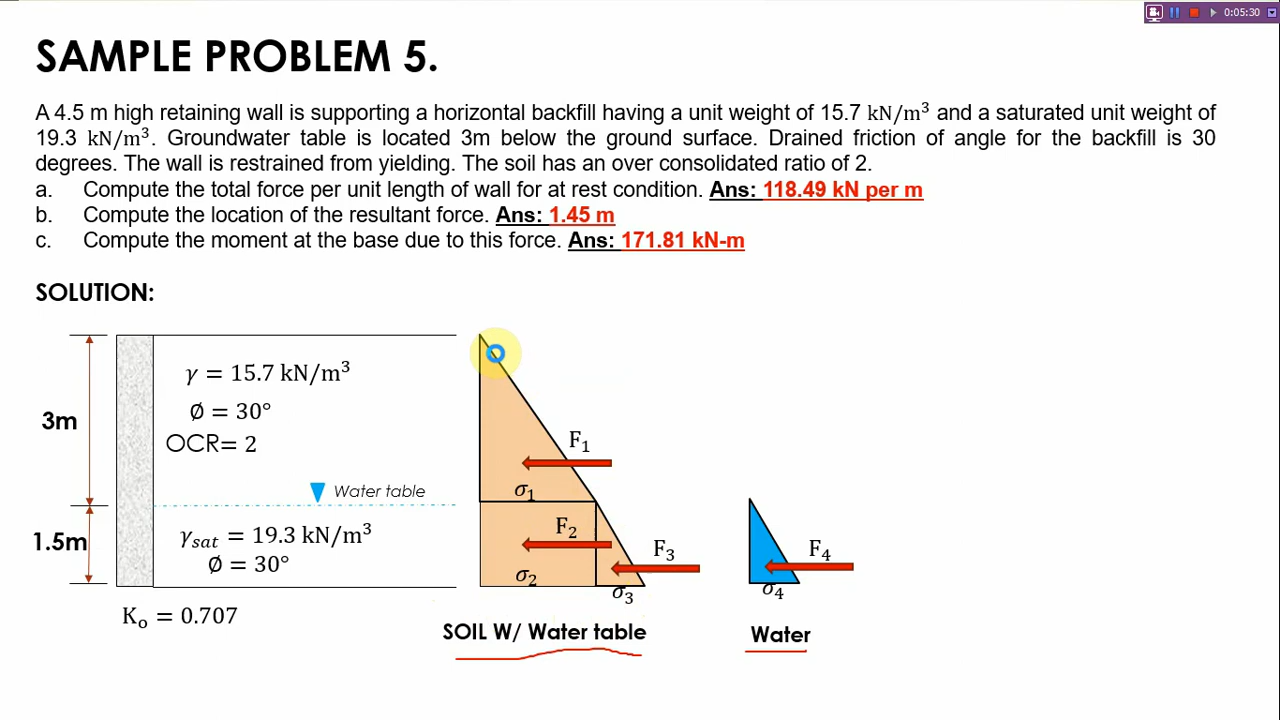 0:05:30
SAMPLE PROBLEM 5.
A 4.5 m high retaining wall is supporting a horizontal backfill having a unit weight of 15.7 kN/m³ and a saturated unit weight of
19.3 kN/m³. Groundwater table is located 3m below the ground surface. Drained friction of angle for the backfill is 30
degrees. The wall is restrained from yielding. The soil has an over consolidated ratio of 2.
a. Compute the total force per unit length of wall for at rest condition. Ans: 118.49 kN per m
b. Compute the location of the resultant force. Ans: 1.45 m
c. Compute the moment at the base due to this force. Ans: 171.81 kN-m
SOLUTION:
γ = 15.7 kN/m³
Ø = 30°
OCR= 2
3m
Water table
1.5m
γsat = 19.3 kN/m³
Ø = 30°
Kₒ = 0.707
F₁
σ₁
F₂
σ₂
F₃
σ₃
F₄
σ₄
SOIL W/ Water table
Water